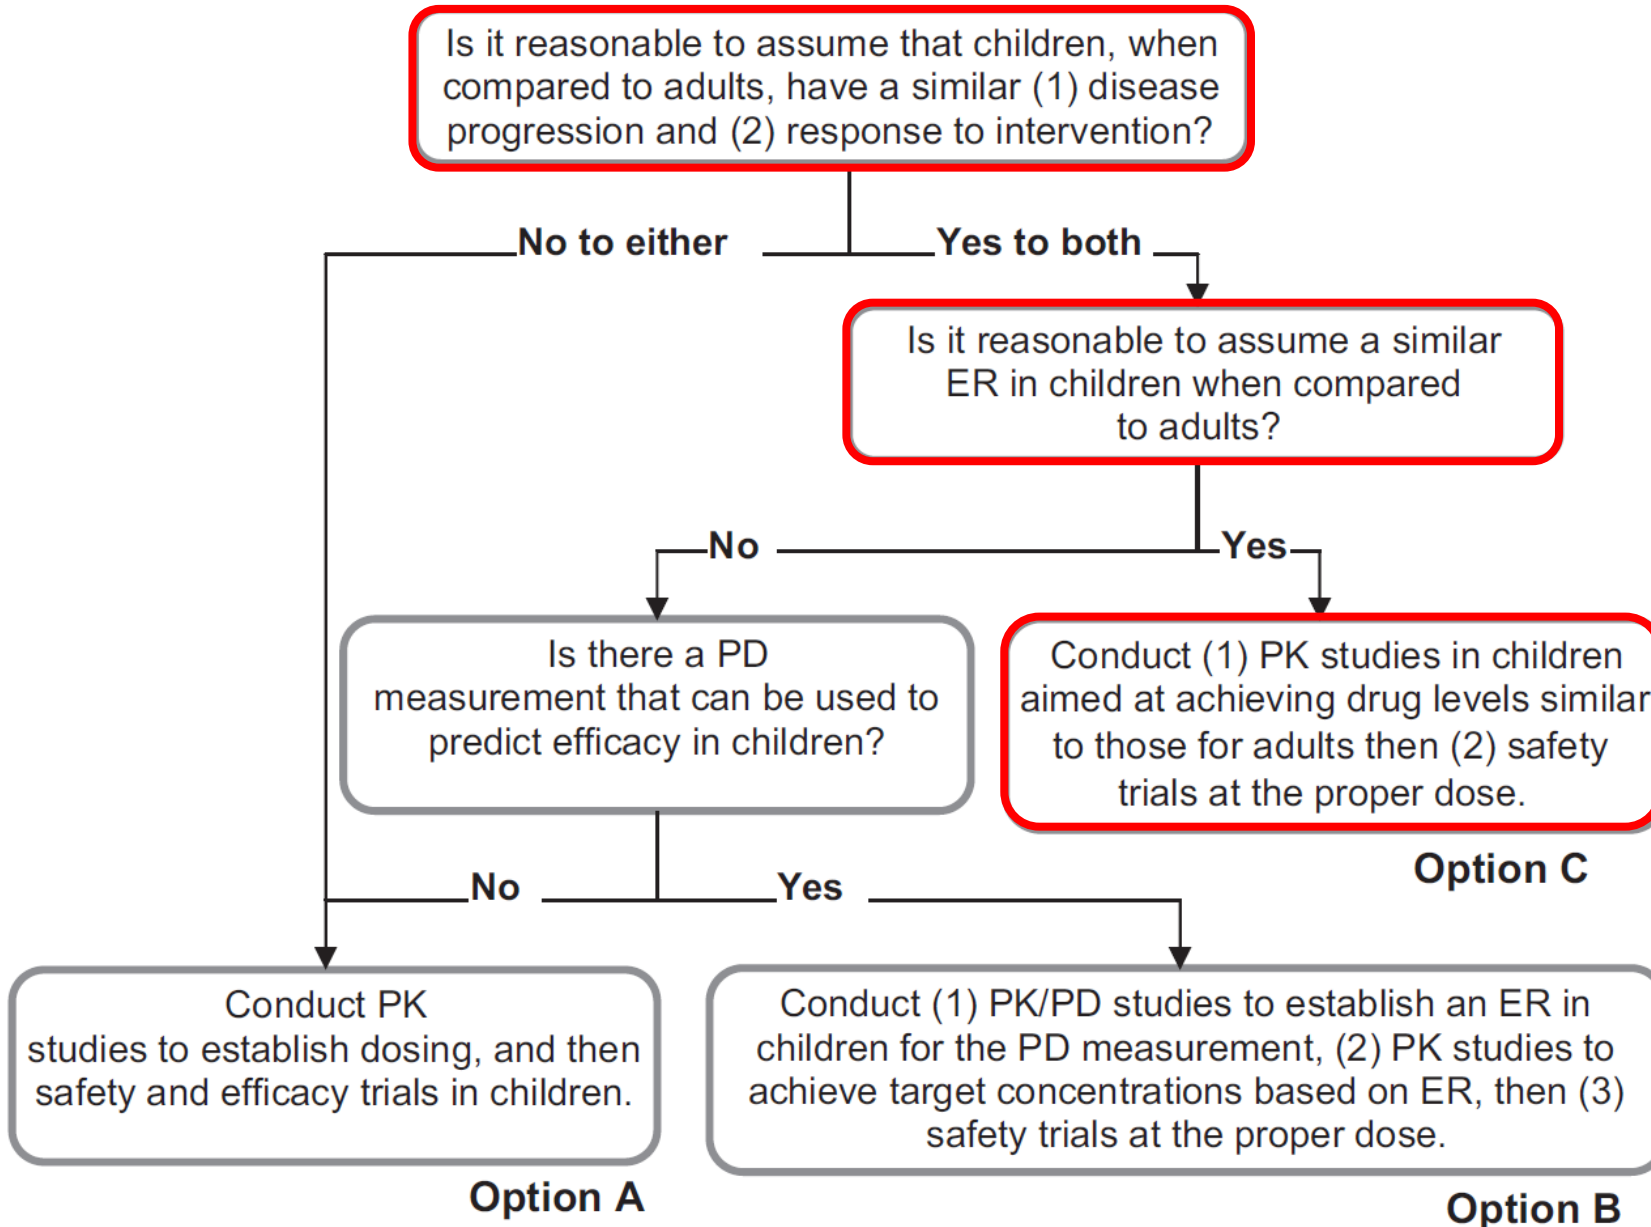 Is it reasonable to assume that children, when
compared to adults, have a similar (1) disease
progression and (2) response to intervention?
No to either
Yes to both
Is it reasonable to assume a similar
ER in children when compared
to adults?
No
Yes
Is there a PD
measurement that can be used to
predict efficacy in children?
Conduct (1) PK studies in children
aimed at achieving drug levels similar
to those for adults then (2) safety
trials at the proper dose.
Option C
No
Yes
Conduct PK
studies to establish dosing, and then
safety and efficacy trials in children.
Option A
Conduct (1) PK/PD studies to establish an ER in
children for the PD measurement, (2) PK studies to
achieve target concentrations based on ER, then (3)
safety trials at the proper dose.
Option B